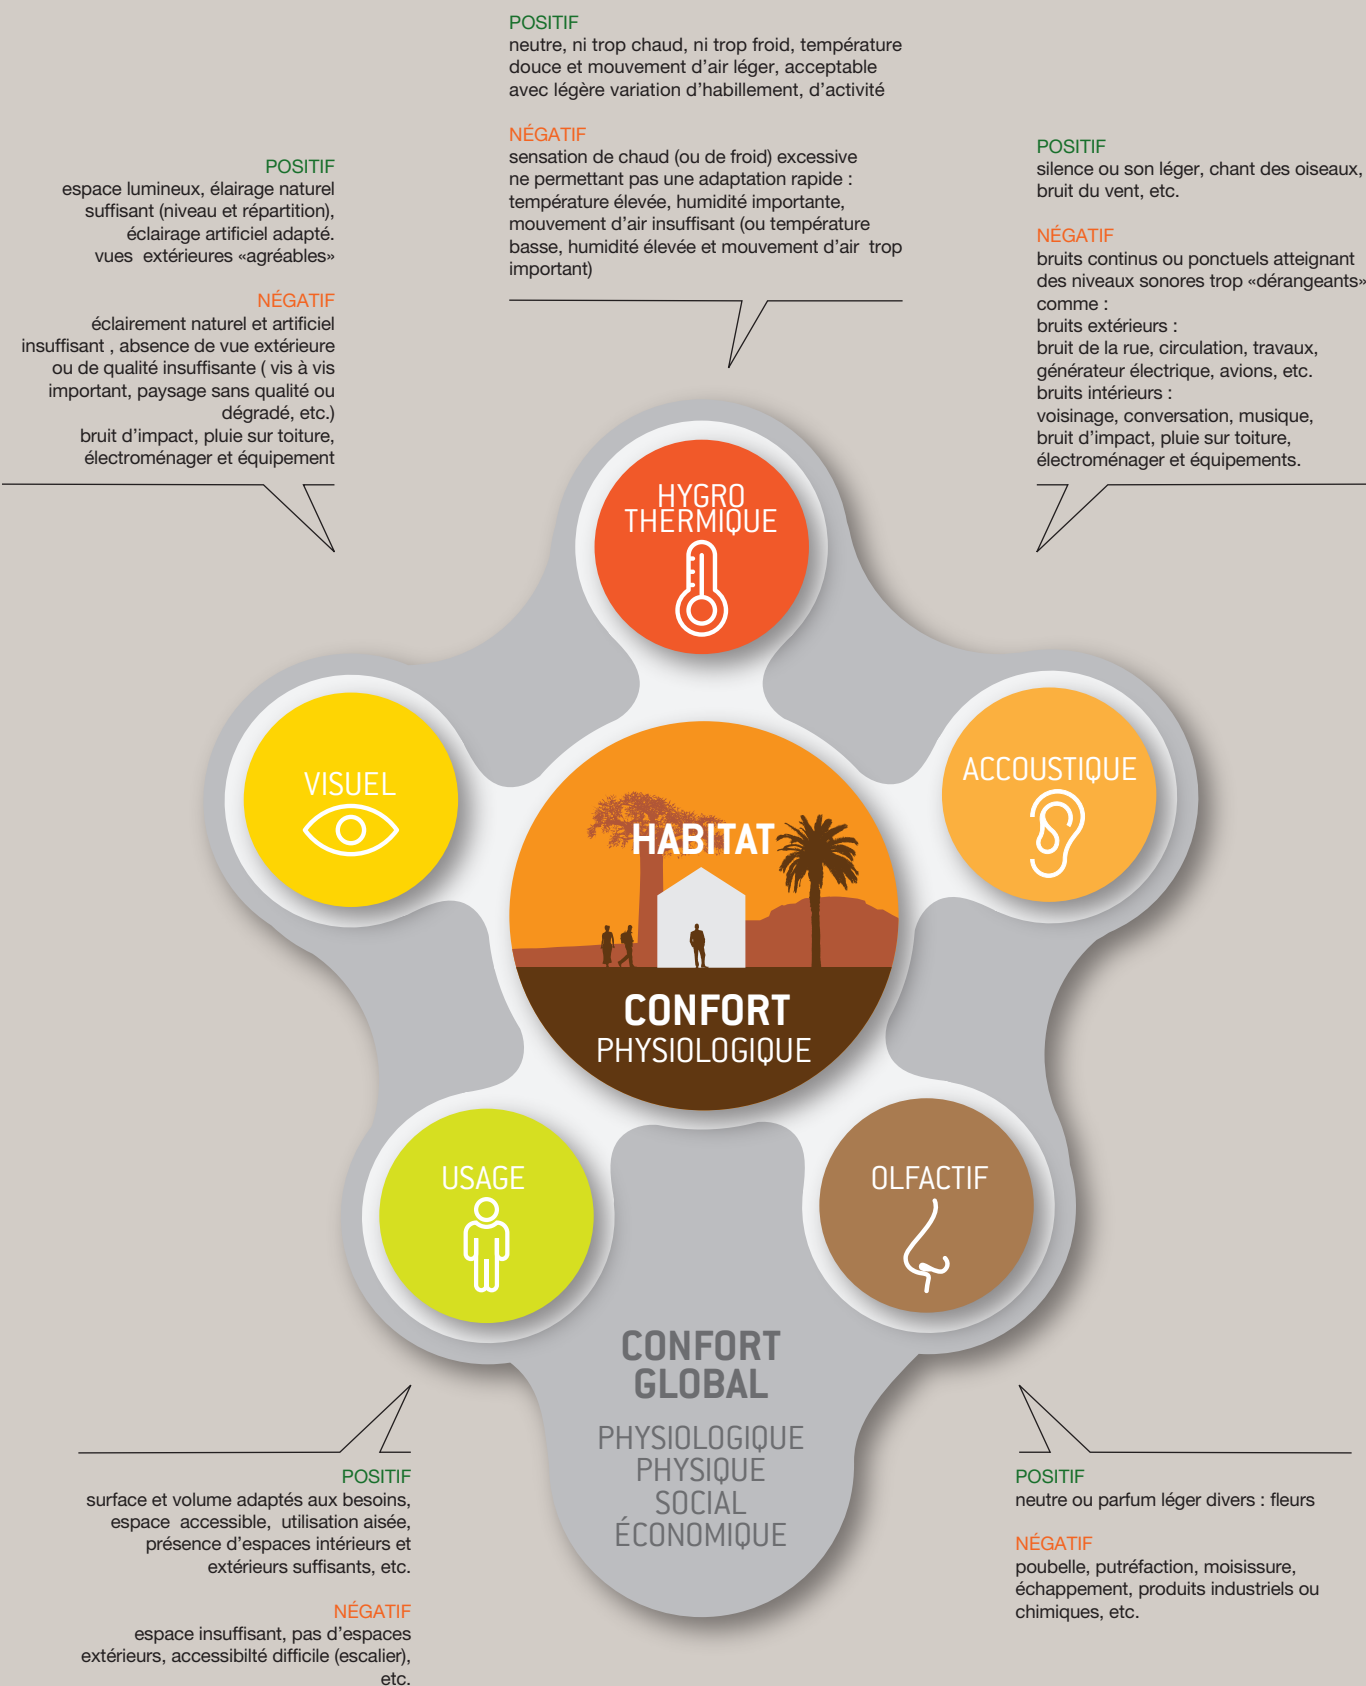 POSITIF
neutre, ni trop chaud, ni trop froid, température
douce et mouvement d’air léger, acceptable
avec légère variation d’habillement, d’activité
NÉGATIF
sensation de chaud (ou de froid) excessive
ne permettant pas une adaptation rapide :
température élevée, humidité importante,
mouvement d’air insuffisant (ou température
basse, humidité élevée et mouvement d’air trop
important)
POSITIF
espace lumineux, élairage naturel
suffisant (niveau et répartition),
éclairage artificiel adapté.
vues extérieures «agréables»
NÉGATIF
éclairement naturel et artificiel
insuffisant , absence de vue extérieure
ou de qualité insuffisante ( vis à vis
important, paysage sans qualité ou
dégradé, etc.)
bruit d’impact, pluie sur toiture,
électroménager et équipement
POSITIF
silence ou son léger, chant des oiseaux,
bruit du vent, etc.
NÉGATIF
bruits continus ou ponctuels atteignant
des niveaux sonores trop «dérangeants»
comme :
bruits extérieurs :
bruit de la rue, circulation, travaux,
générateur électrique, avions, etc.
bruits intérieurs :
voisinage, conversation, musique,
bruit d’impact, pluie sur toiture,
électroménager et équipements.
HYGRO
THERMIQUE
VISUEL
ACCOUSTIQUE
HABITAT
CONFORT
PHYSIOLOGIQUE
USAGE
OLFACTIF
CONFORT
GLOBAL
PHYSIOLOGIQUE
PHYSIQUE
SOCIAL
ÉCONOMIQUE
POSITIF
surface et volume adaptés aux besoins,
espace accessible, utilisation aisée,
présence d’espaces intérieurs et
extérieurs suffisants, etc.
NÉGATIF
espace insuffisant, pas d’espaces
extérieurs, accessibilté difficile (escalier),
etc.
POSITIF
neutre ou parfum léger divers : fleurs
NÉGATIF
poubelle, putréfaction, moisissure,
échappement, produits industriels ou
chimiques, etc.